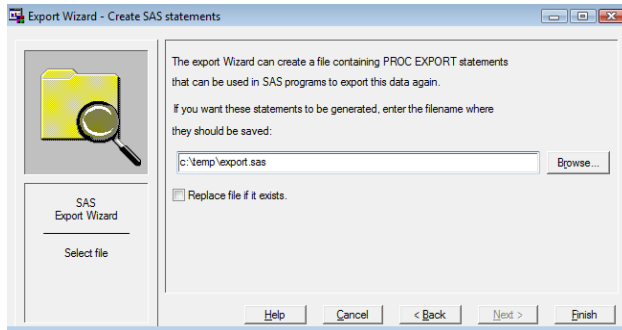 Export Wizard - Create SAS statements
The export Wizard can create a file containing PROC EXPORT statements
that can be used in SAS programs to export this data again.
If you want these statements to be generated, enter the filename where
they should be saved:
c:\temp\export.sas
Browse...
Replace file if it exists.
SAS
Export Wizard
Select file
Help
Cancel
< Back
Next >
Finish